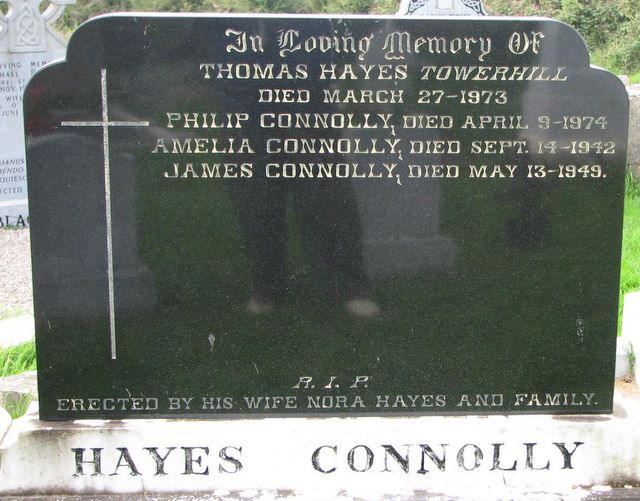 In Loving Memory Of
THOMAS HAYES TOWERHILL
DIED MARCH 27-1973
PHILIP CONNOLLY, DIED APRIL 9-1974
AMELIA CONNOLLY, DIED SEPT. 14-1942
JAMES CONNOLLY, DIED MAY 13-1949.
R. I. P.
ERECTED BY HIS WIFE NORA HAYES AND FAMILY.
HAYES CONNOLLY